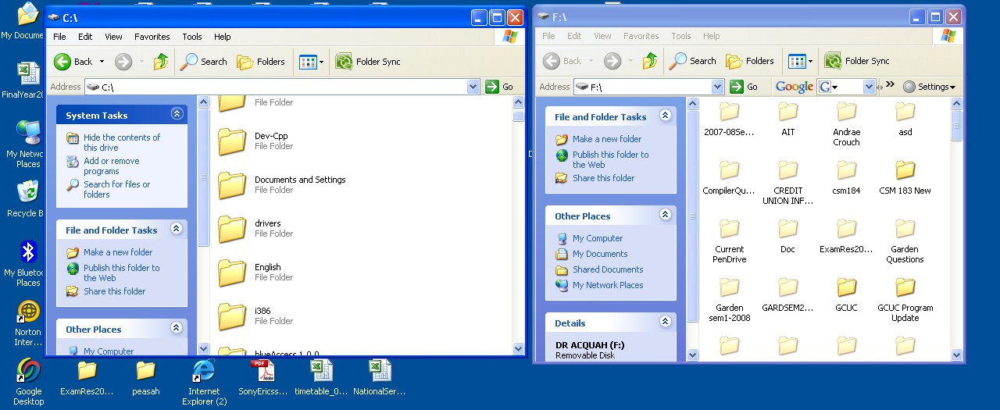 My Docume
FinalYear20
My Netwo
Places
Recycle B
Norton
Inter...
My Bluetoo
Places
Google
Desktop
C:\
File Edit View Favorites Tools Help
Back Search Folders Folder Sync
Address C:\ Go
System Tasks
Hide the contents of
this drive
Add or remove
programs
Search for files or
folders
File and Folder Tasks
Make a new folder
Publish this folder to
the Web
Share this folder
Other Places
My Computer
File Folder
Dev-Cpp
File Folder
Documents and Settings
File Folder
drivers
File Folder
English
File Folder
i386
File Folder
blueAccess 1.0.0
F:\
File Edit View Favorites Tools Help
Back Search Folders Folder Sync
Address F:\ Go Google G Settings
File and Folder Tasks
Make a new folder
Publish this folder to
the Web
Share this folder
Other Places
My Computer
My Documents
Shared Documents
My Network Places
Details
DR ACQUAH (F:)
Removable Disk
2007-08Se... AIT Andrae
Crouch asd
CompilerQu... CREDIT
UNION INF... csm184 CSM 183 New
Current
PenDrive Doc ExamRes20... Garden
Questions
Garden
sem1-2008 GARDSEM2... GCUC GCUC Program
Update
ExamRes20... peasah Internet
Explorer (2) PDF Adobe SonyEricss... timetable_0... NationalSer...